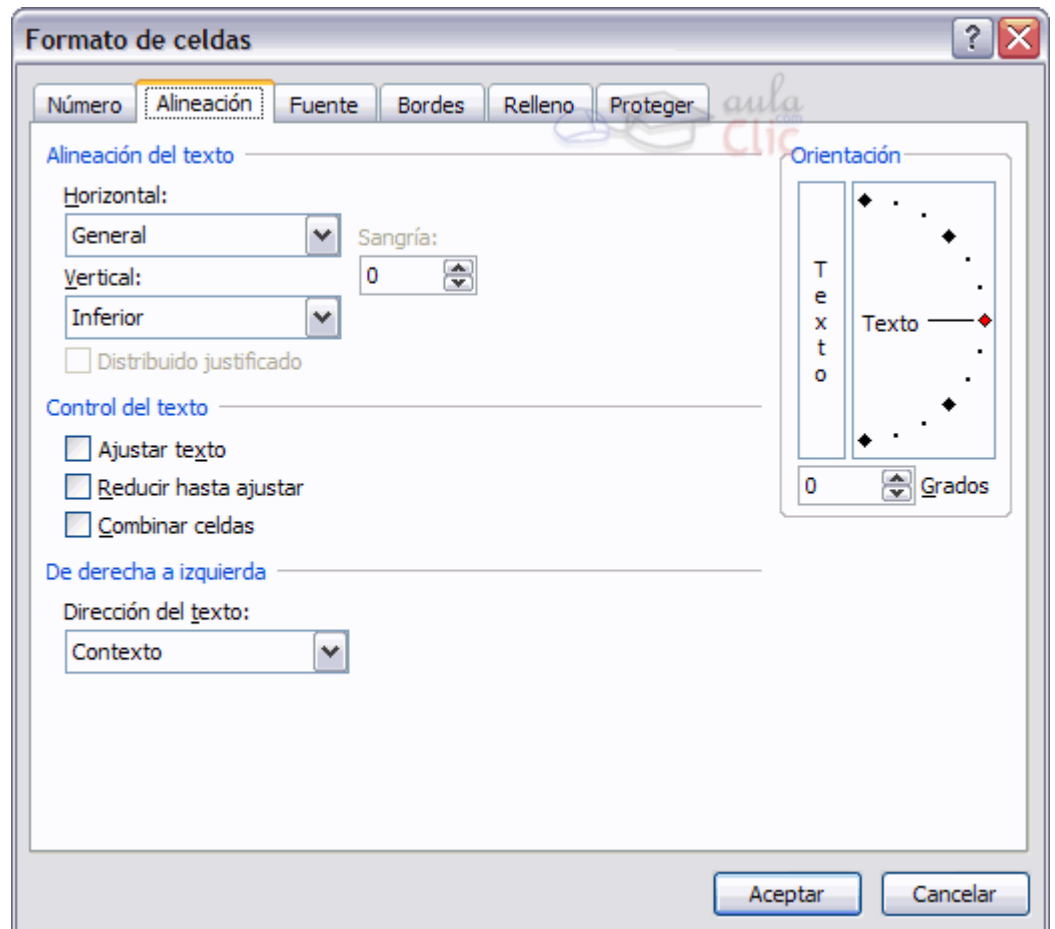 Formato de celdas
Número Alineación Fuente Bordes Relleno Proteger
aula
.com
Clic
Alineación del texto
Horizontal:
General
Sangría:
0
Vertical:
Inferior
Distribuido justificado
Control del texto
Ajustar texto
Reducir hasta ajustar
Combinar celdas
De derecha a izquierda
Dirección del texto:
Contexto
Orientación
Texto
Texto
0 Grados
Aceptar Cancelar